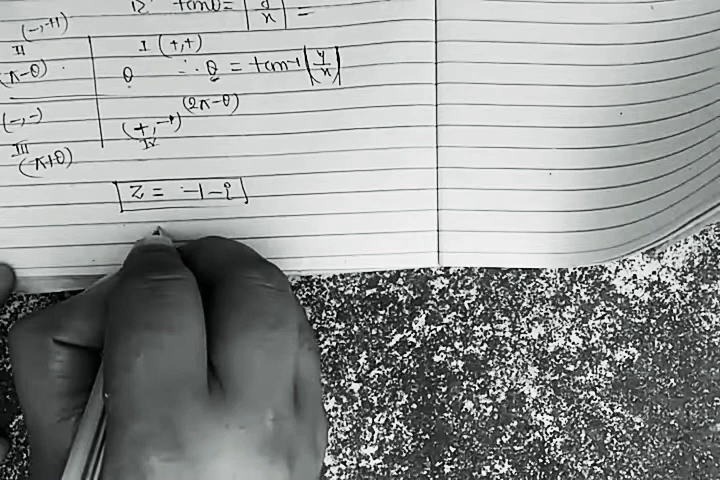 tanθ = |y/x| =
(-,+)
II I (+,+)
(π-θ) θ ∴ θ = tan-1 |y/x|
(2π-θ)
(-,-) (+,-)
III IV
(π+θ)
Z = -1-i